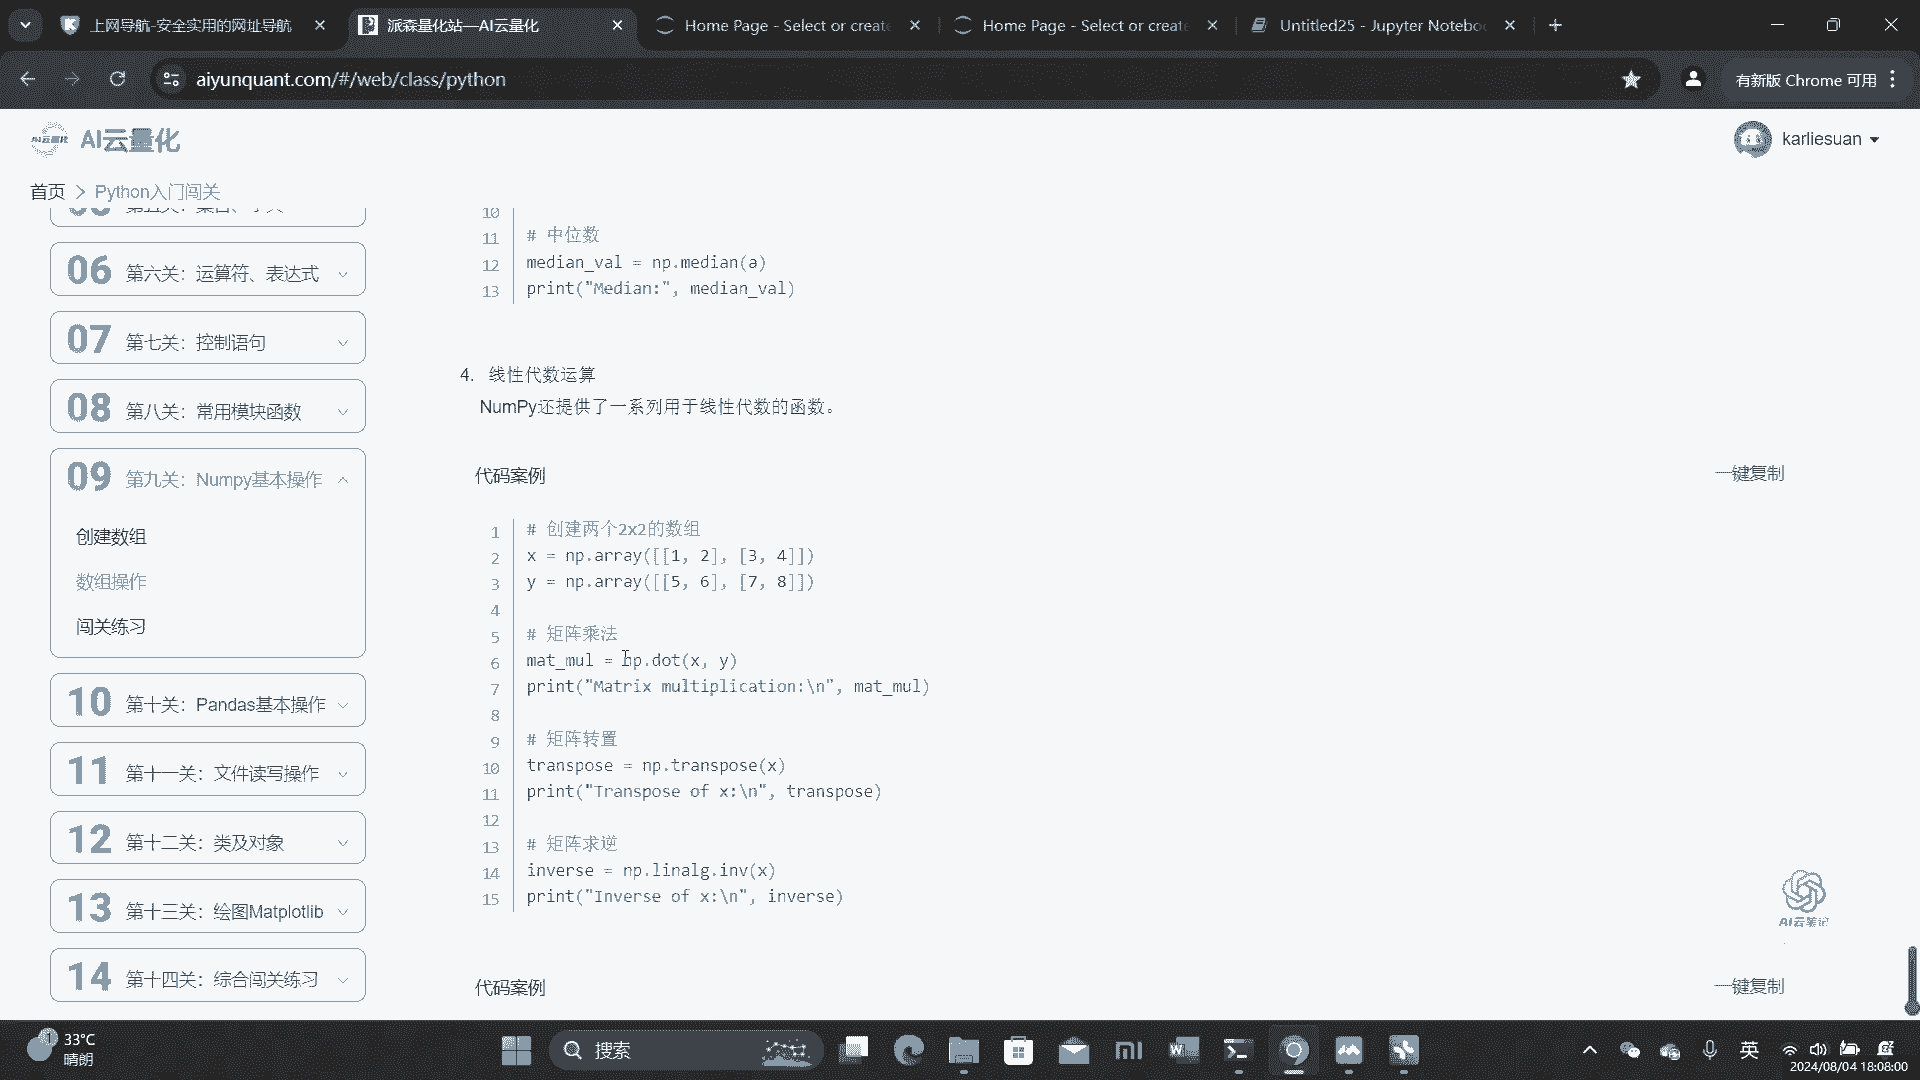 上网导航-安全实用的网址导航
派森量化站—AI云量化
Home Page - Select or create
Home Page - Select or create
Untitled25 - Jupyter Notebo
aiyunquant.com/#/web/class/python
有新版 Chrome 可用
AI云量化
AI云量化
karliesuan
首页 > Python入门闯关
06 第六关：运算符、表达式
07 第七关：控制语句
08 第八关：常用模块函数
09 第九关：Numpy基本操作
创建数组
数组操作
闯关练习
10 第十关：Pandas基本操作
11 第十一关：文件读写操作
12 第十二关：类及对象
13 第十三关：绘图Matplotlib
14 第十四关：综合闯关练习
10
11 # 中位数
12 median_val = np.median(a)
13 print("Median:", median_val)
4. 线性代数运算
NumPy还提供了一系列用于线性代数的函数。
代码案例 一键复制
1 # 创建两个2x2的数组
2 x = np.array([[1, 2], [3, 4]])
3 y = np.array([[5, 6], [7, 8]])
4
5 # 矩阵乘法
6 mat_mul = np.dot(x, y)
7 print("Matrix multiplication:\n", mat_mul)
8
9 # 矩阵转置
10 transpose = np.transpose(x)
11 print("Transpose of x:\n", transpose)
12
13 # 矩阵求逆
14 inverse = np.linalg.inv(x)
15 print("Inverse of x:\n", inverse)
AI云笔记
代码案例 一键复制
33°C
晴朗
搜索
英
2024/08/04 18:08:00